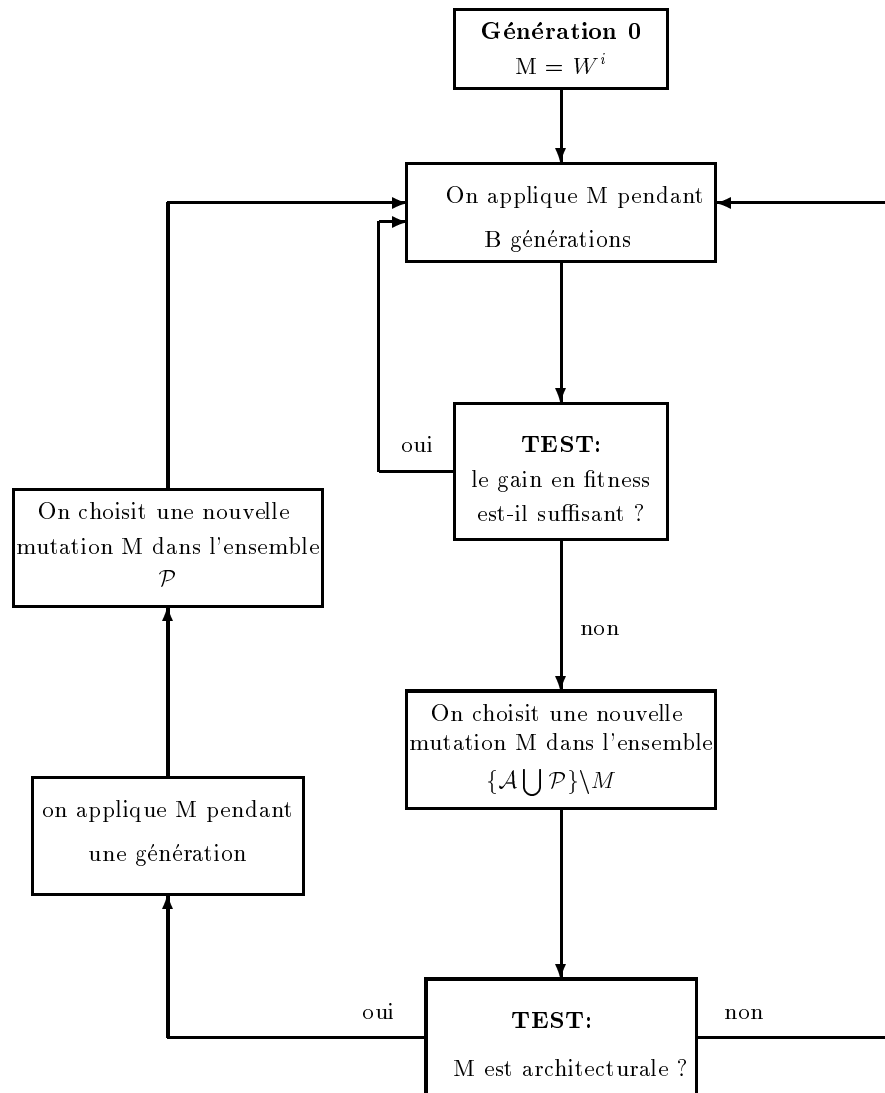 Génération 0
M = W^i
On applique M pendant
B générations
oui
TEST:
le gain en fitness
est-il suffisant ?
On choisit une nouvelle
mutation M dans l'ensemble
𝒫
non
On choisit une nouvelle
mutation M dans l'ensemble
{𝒜 ⋃ 𝒫}\M
on applique M pendant
une génération
oui
TEST:
non
M est architecturale ?